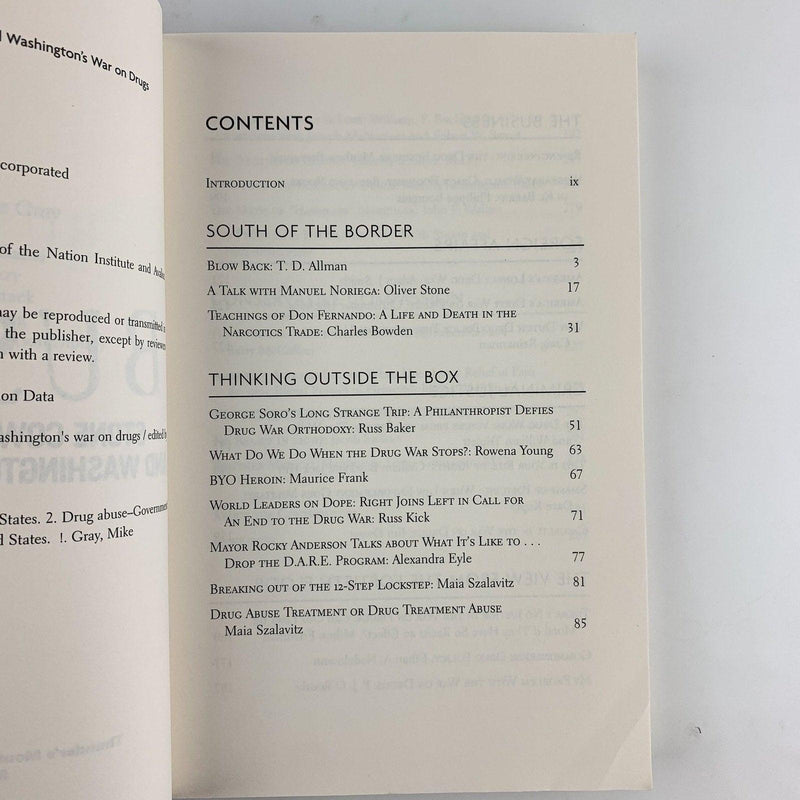 Washington's War on Drugs
corporated
of the Nation Institute and
may be reproduced or transmitted
the publisher, except by
with a review.
on Data
ashington's war on drugs / edited
States. 2. Drug abuse–Government
States. I. Gray, Mike
CONTENTS
INTRODUCTION ix
SOUTH OF THE BORDER
BLOW BACK: T. D. Allman 3
A TALK WITH MANUEL NORIEGA: Oliver Stone 17
TEACHINGS OF DON FERNANDO: A LIFE AND DEATH IN THE
NARCOTICS TRADE: Charles Bowden 31
THINKING OUTSIDE THE BOX
GEORGE SORO'S LONG STRANGE TRIP: A PHILANTHROPIST DEFIES
DRUG WAR ORTHODOXY: Russ Baker 51
WHAT DO WE DO WHEN THE DRUG WAR STOPS?: Rowena Young 63
BYO HEROIN: Maurice Frank 67
WORLD LEADERS ON DOPE: RIGHT JOINS LEFT IN CALL FOR
AN END TO THE DRUG WAR: Russ Kick 71
MAYOR ROCKY ANDERSON TALKS ABOUT WHAT IT'S LIKE TO . . .
DROP THE D.A.R.E. PROGRAM: Alexandra Eyle 77
BREAKING OUT OF THE 12-STEP LOCKSTEP: Maia Szalavitz 81
DRUG ABUSE TREATMENT OR DRUG TREATMENT ABUSE
Maia Szalavitz 85